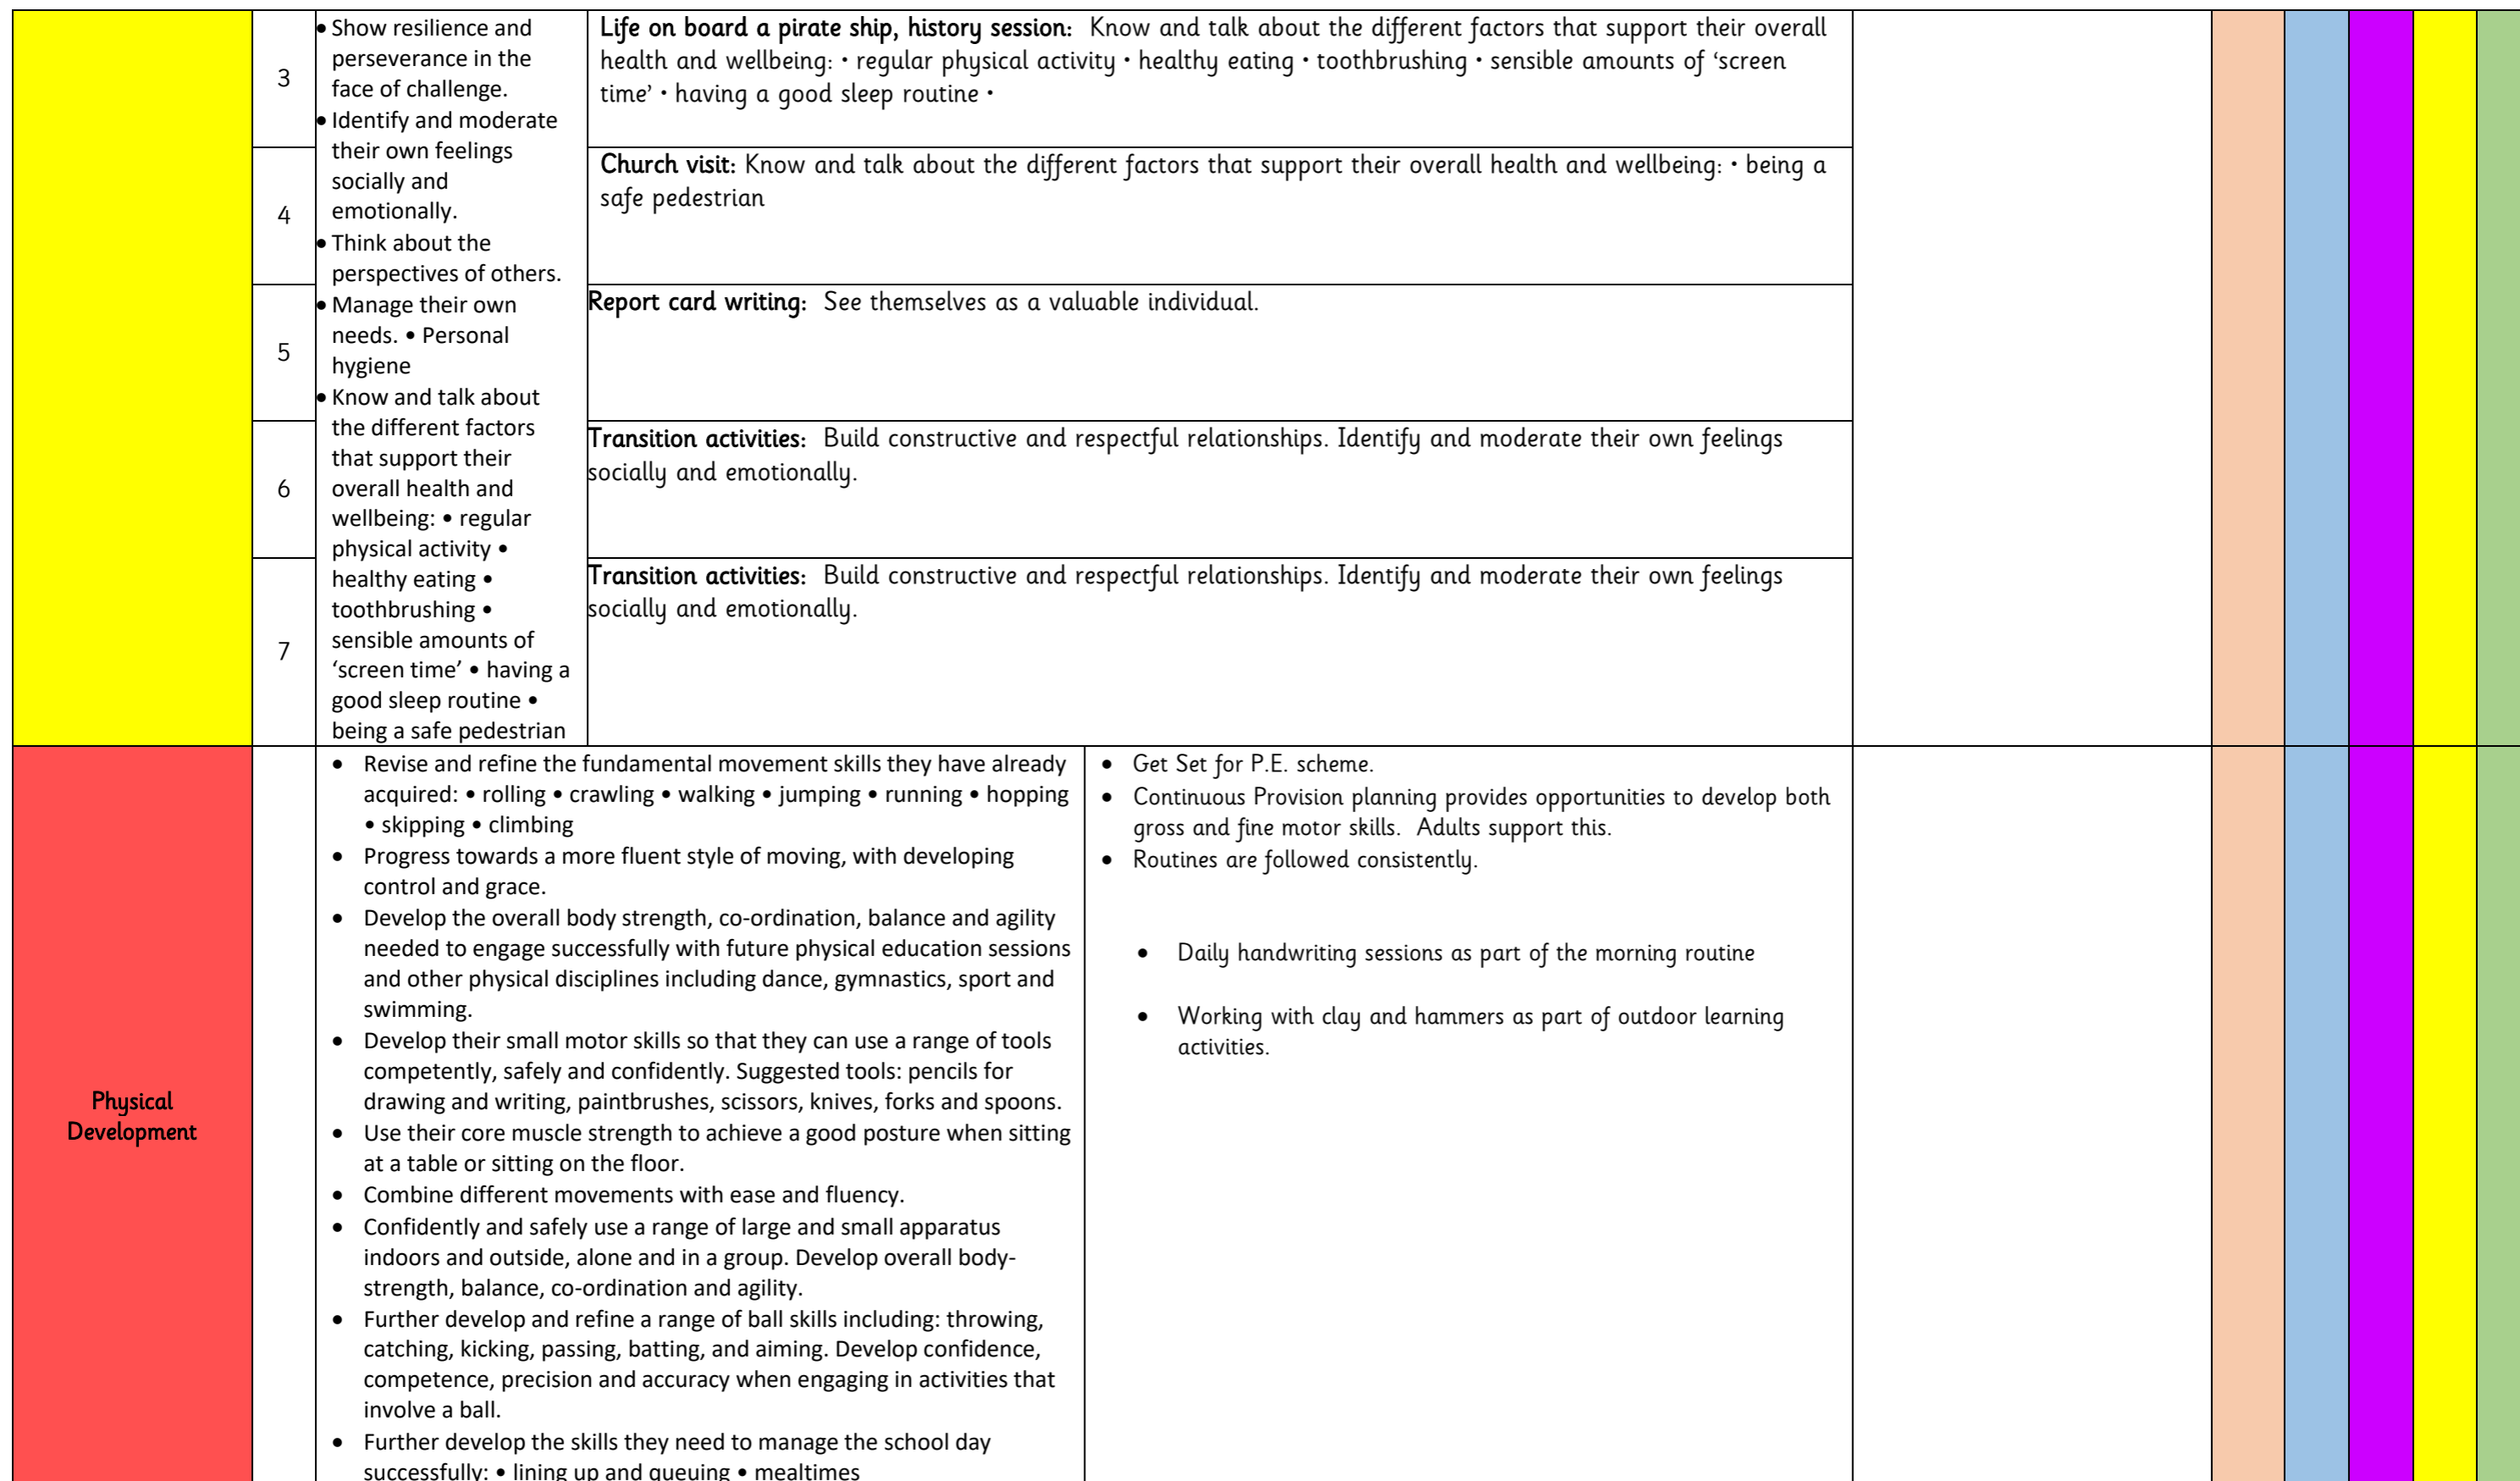 3
• Show resilience and
perseverance in the
face of challenge.
• Identify and moderate
their own feelings
socially and
emotionally.
• Think about the
perspectives of others.
• Manage their own
needs. • Personal
hygiene
• Know and talk about
the different factors
that support their
overall health and
wellbeing: • regular
physical activity •
healthy eating •
toothbrushing •
sensible amounts of
‘screen time’ • having a
good sleep routine •
being a safe pedestrian
Life on board a pirate ship, history session: Know and talk about the different factors that support their overall
health and wellbeing: • regular physical activity • healthy eating • toothbrushing • sensible amounts of ‘screen
time’ • having a good sleep routine •
4
Church visit: Know and talk about the different factors that support their overall health and wellbeing: • being a
safe pedestrian
5
Report card writing: See themselves as a valuable individual.
6
Transition activities: Build constructive and respectful relationships. Identify and moderate their own feelings
socially and emotionally.
7
Transition activities: Build constructive and respectful relationships. Identify and moderate their own feelings
socially and emotionally.
Physical
Development
• Revise and refine the fundamental movement skills they have already
acquired: • rolling • crawling • walking • jumping • running • hopping
• skipping • climbing
• Progress towards a more fluent style of moving, with developing
control and grace.
• Develop the overall body strength, co-ordination, balance and agility
needed to engage successfully with future physical education sessions
and other physical disciplines including dance, gymnastics, sport and
swimming.
• Develop their small motor skills so that they can use a range of tools
competently, safely and confidently. Suggested tools: pencils for
drawing and writing, paintbrushes, scissors, knives, forks and spoons.
• Use their core muscle strength to achieve a good posture when sitting
at a table or sitting on the floor.
• Combine different movements with ease and fluency.
• Confidently and safely use a range of large and small apparatus
indoors and outside, alone and in a group. Develop overall body-
strength, balance, co-ordination and agility.
• Further develop and refine a range of ball skills including: throwing,
catching, kicking, passing, batting, and aiming. Develop confidence,
competence, precision and accuracy when engaging in activities that
involve a ball.
• Further develop the skills they need to manage the school day
successfully: • lining up and queuing • mealtimes
• Get Set for P.E. scheme.
• Continuous Provision planning provides opportunities to develop both
gross and fine motor skills. Adults support this.
• Routines are followed consistently.
• Daily handwriting sessions as part of the morning routine
• Working with clay and hammers as part of outdoor learning
activities.